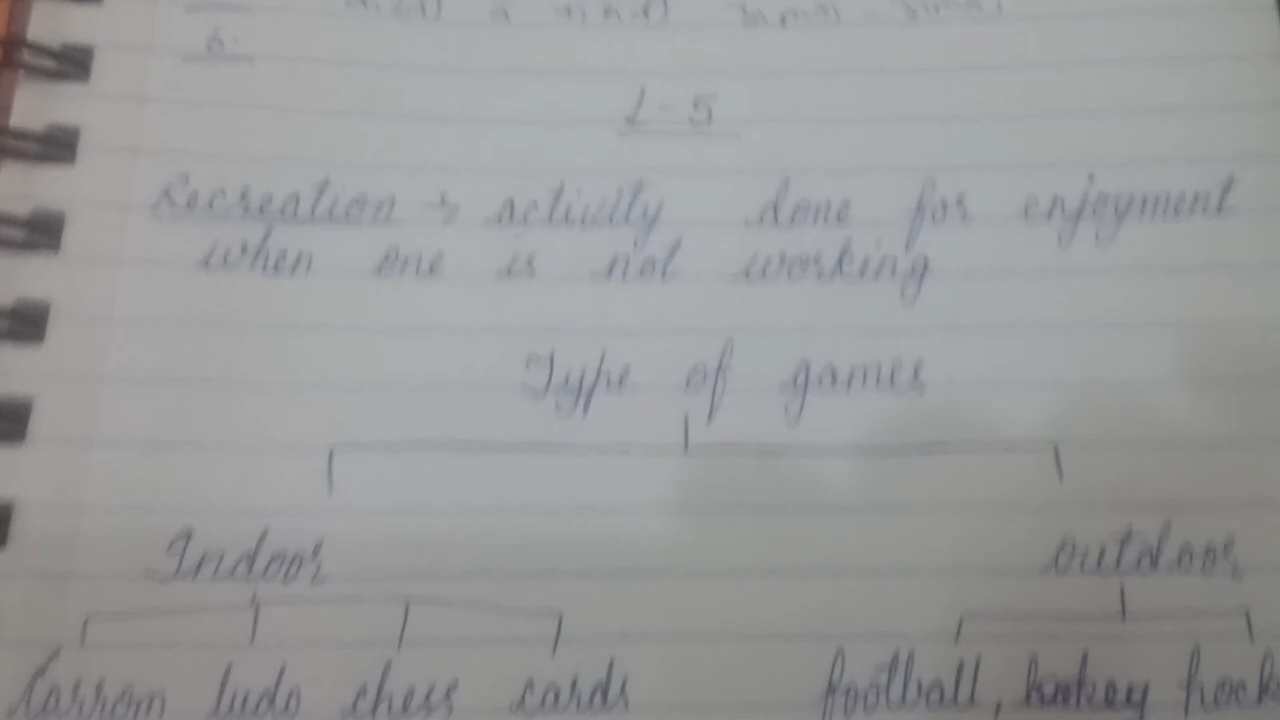 6.
L-5
Recreation → activity done for enjoyment
when one is not working
Type of games
Indoor outdoor
Carrom ludo chess cards football, hockey